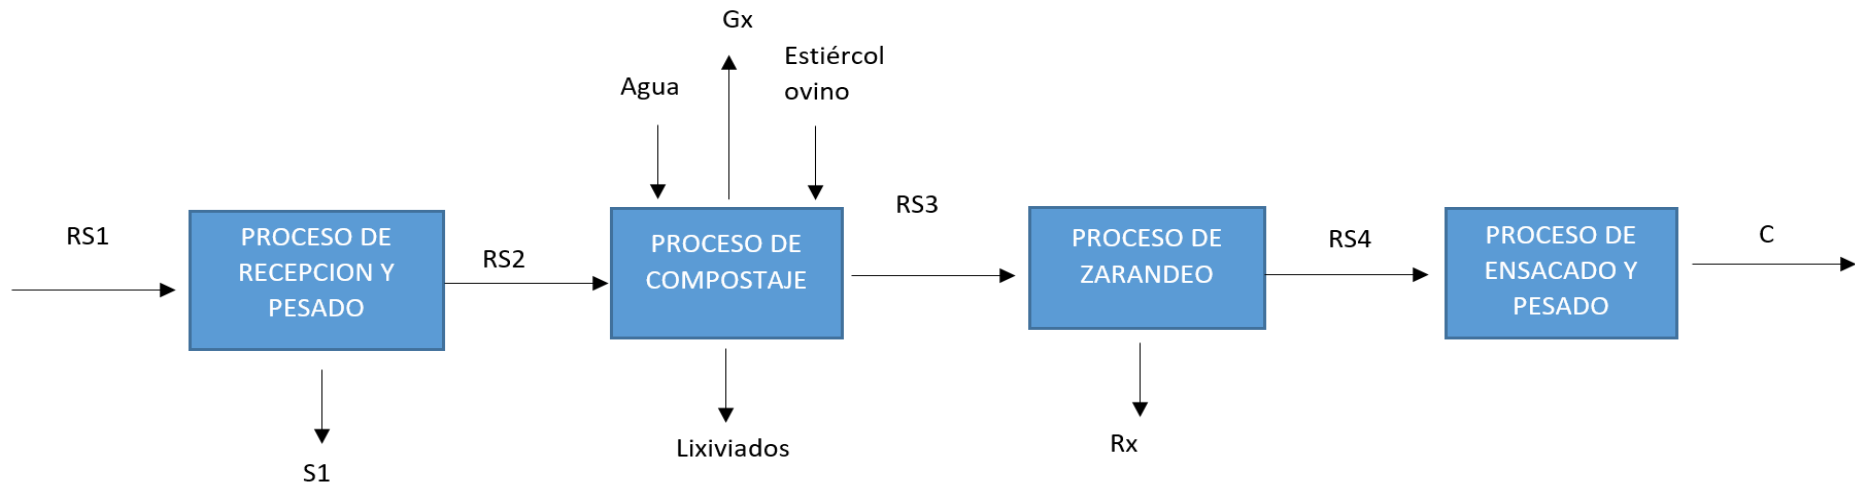 Gx
Estiércol
ovino
Agua
RS1
PROCESO DE
RECEPCION Y
PESADO
RS2
PROCESO DE
COMPOSTAJE
RS3
PROCESO DE
ZARANDEO
RS4
PROCESO DE
ENSACADO Y
PESADO
C
S1
Lixiviados
Rx